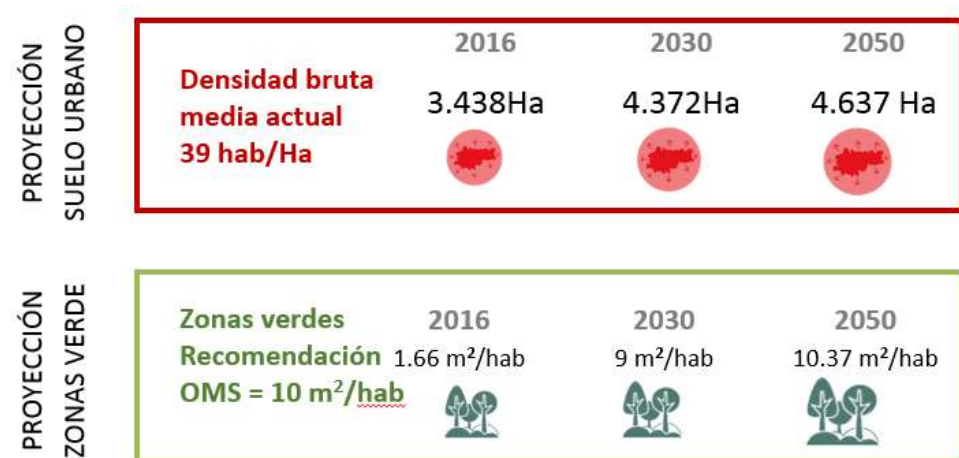 PROYECCIÓN
SUELO URBANO
Densidad bruta
media actual
39 hab/Ha
2016
2030
2050
3.438Ha
4.372Ha
4.637 Ha
PROYECCIÓN
ZONAS VERDE
Zonas verdes
Recomendación
OMS = 10 m²/hab
2016
2030
2050
1.66 m²/hab
9 m²/hab
10.37 m²/hab